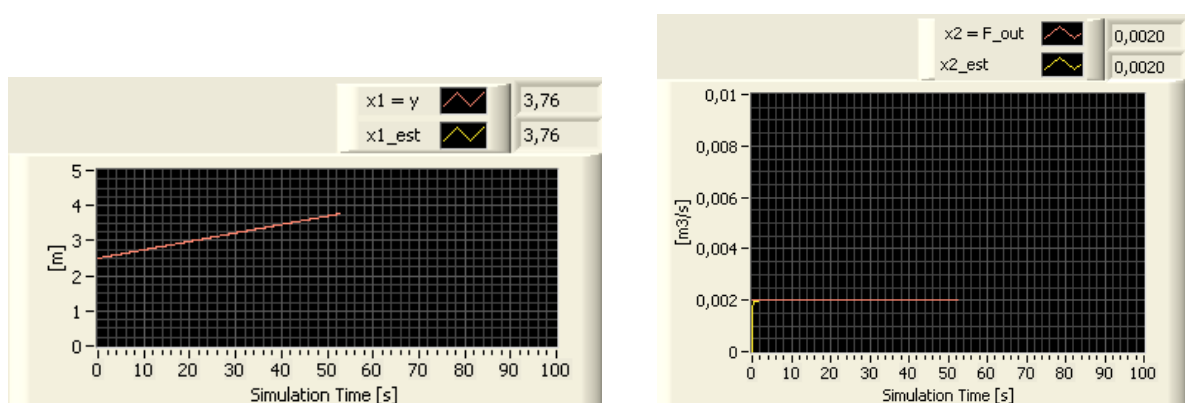 x1 = y 3,76
x1_est 3,76
5
4
3
2
1
0
[m]
0 10 20 30 40 50 60 70 80 90 100
Simulation Time [s]
x2 = F_out 0,0020
x2_est 0,0020
0,01
0,008
0,006
0,004
0,002
0
[m3/s]
0 10 20 30 40 50 60 70 80 90 100
Simulation Time [s]